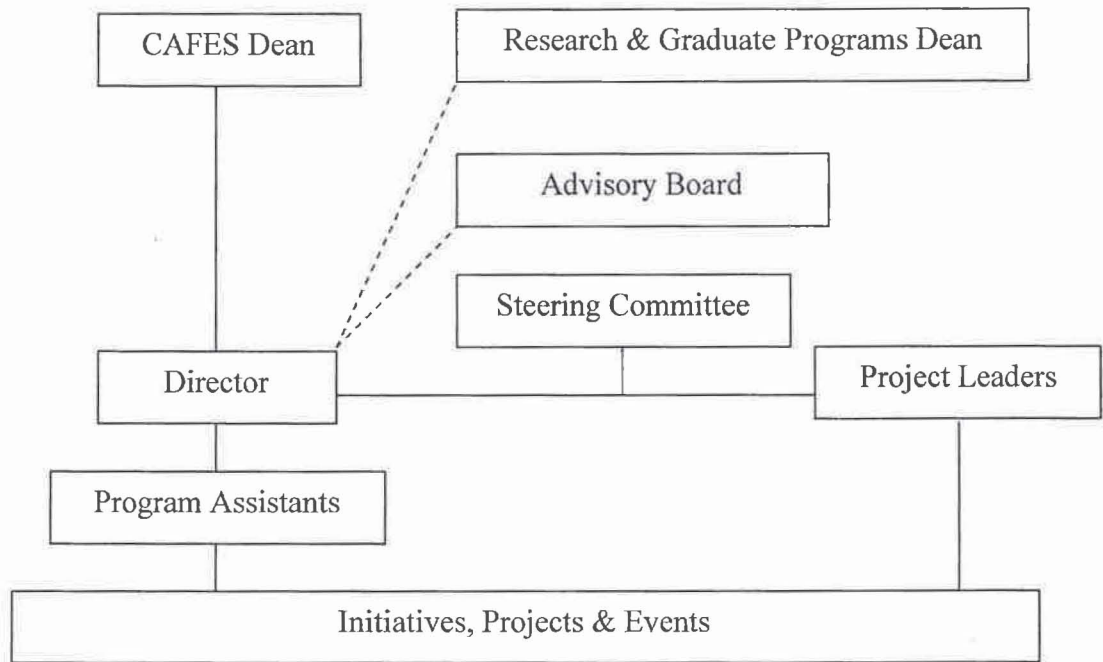 CAFES Dean
Research & Graduate Programs Dean
Advisory Board
Steering Committee
Director
Project Leaders
Program Assistants
Initiatives, Projects & Events